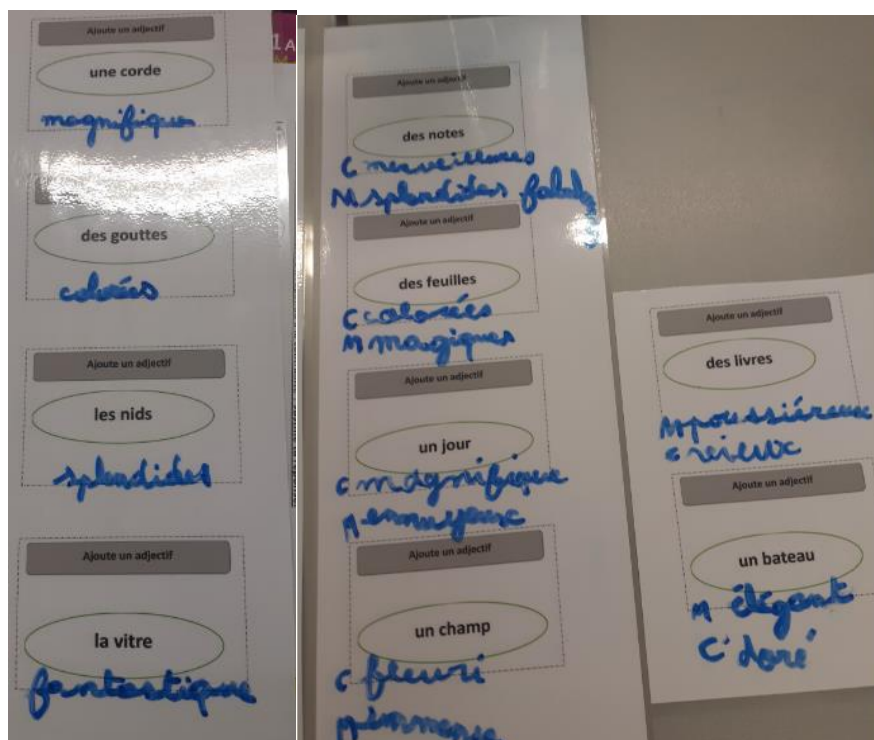 Ajoute un adjectif
une corde
magnifique
1A
des gouttes
colorées
Ajoute un adjectif
les nids
splendides
Ajoute un adjectif
la vitre
fantastique
Ajoute un adjectif
des notes
C merveilleuses
M splendides
Ajoute un adjectif
des feuilles
C colorées
M magiques
Ajoute un adjectif
un jour
C magnifique
M ennuyeux
Ajoute un adjectif
un champ
C fleuri
M immense
Ajoute un adjectif
des livres
M poussiéreux
C vieux
Ajoute un adjectif
un bateau
M élégant
C doré